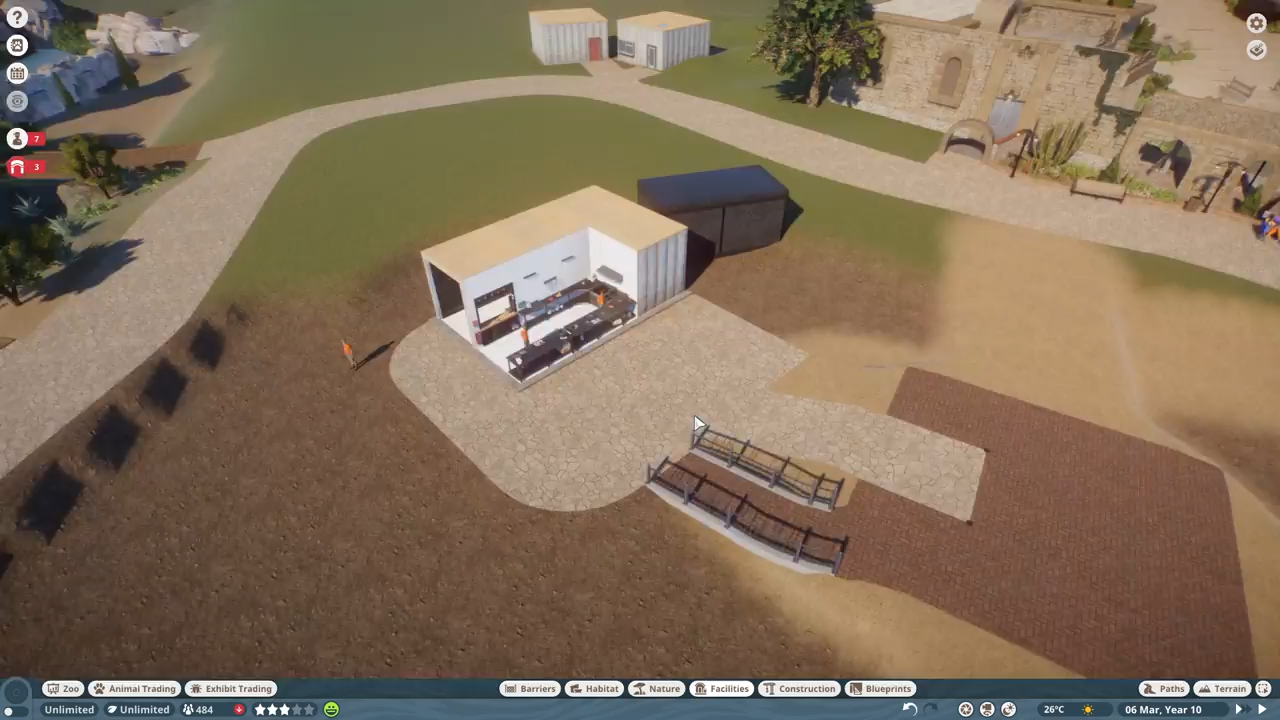 ?
7
3
Zoo
Animal Trading
Exhibit Trading
Barriers
Habitat
Nature
Facilities
Construction
Blueprints
Paths
Terrain
Unlimited
Unlimited
484
26°C
06 Mar, Year 10